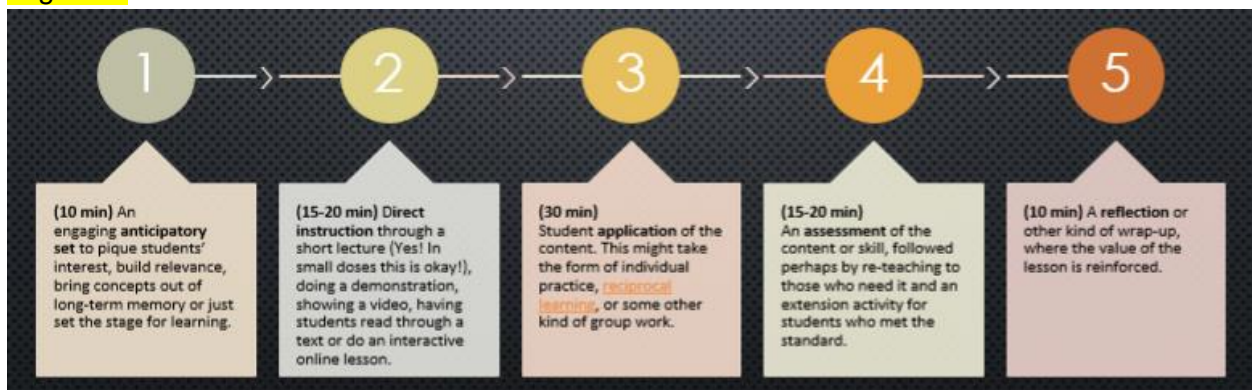 1
2
3
4
5
(10 min) An
engaging anticipatory
set to pique students'
interest, build relevance,
bring concepts out of
long-term memory or just
set the stage for learning.
(15-20 min) Direct
instruction through a
short lecture (Yes! In
small doses this is okay!),
doing a demonstration,
showing a video, having
students read through a
text or do an interactive
online lesson.
(30 min)
Student application of the
content. This might take
the form of individual
practice, reciprocal
learning, or some other
kind of group work.
(15-20 min)
An assessment of the
content or skill, followed
perhaps by re-teaching to
those who need it and an
extension activity for
students who met the
standard.
(10 min) A reflection or
other kind of wrap-up,
where the value of the
lesson is reinforced.